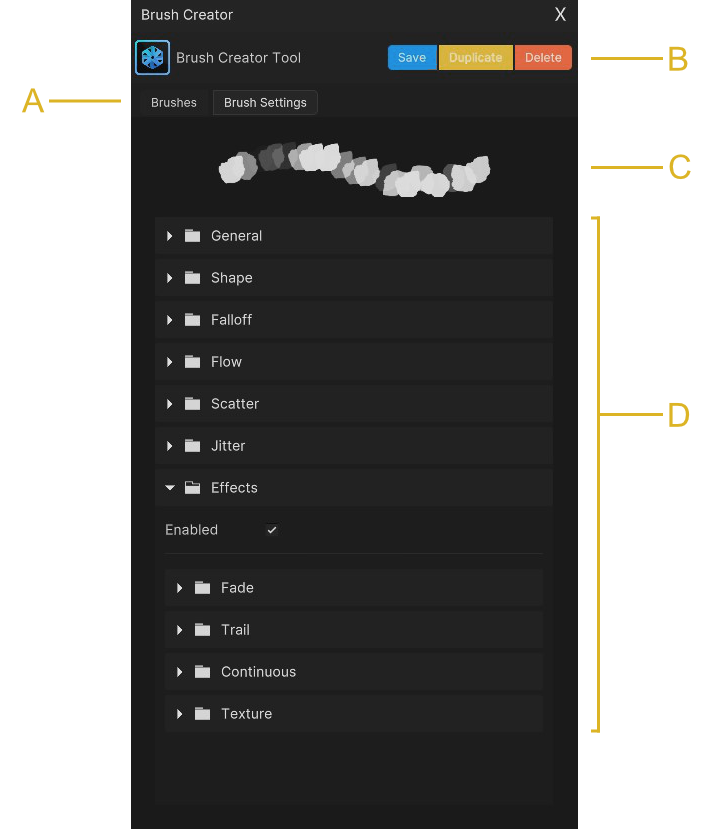 Brush Creator X
Brush Creator Tool Save Duplicate Delete B
A Brushes Brush Settings
C
General
Shape
Falloff
Flow
Scatter
D
Jitter
Effects
Enabled
Fade
Trail
Continuous
Texture